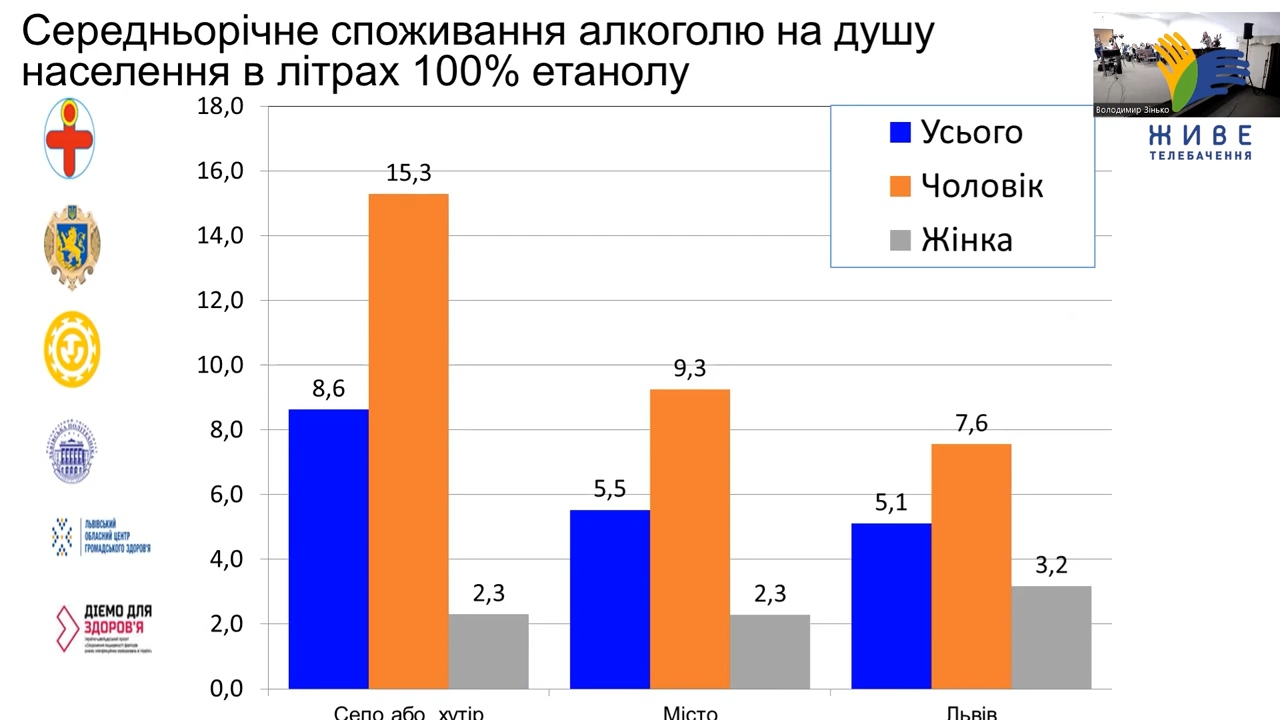 Середньорічне споживання алкоголю на душу
населення в літрах 100% етанолу
Володимир Зінько
ЖИВЕ
ТЕЛЕБАЧЕННЯ
18,0
16,0
14,0
12,0
10,0
8,0
6,0
4,0
2,0
0,0
Усього
Чоловік
Жінка
8,6
15,3
2,3
5,5
9,3
2,3
5,1
7,6
3,2
Село або хутір
Місто
Львів
ЛЬВІВСЬКИЙ
ОБЛАСНИЙ ЦЕНТР
ГРОМАДСЬКОГО ЗДОРОВ'Я
ДІЄМО ДЛЯ
ЗДОРОВ'Я